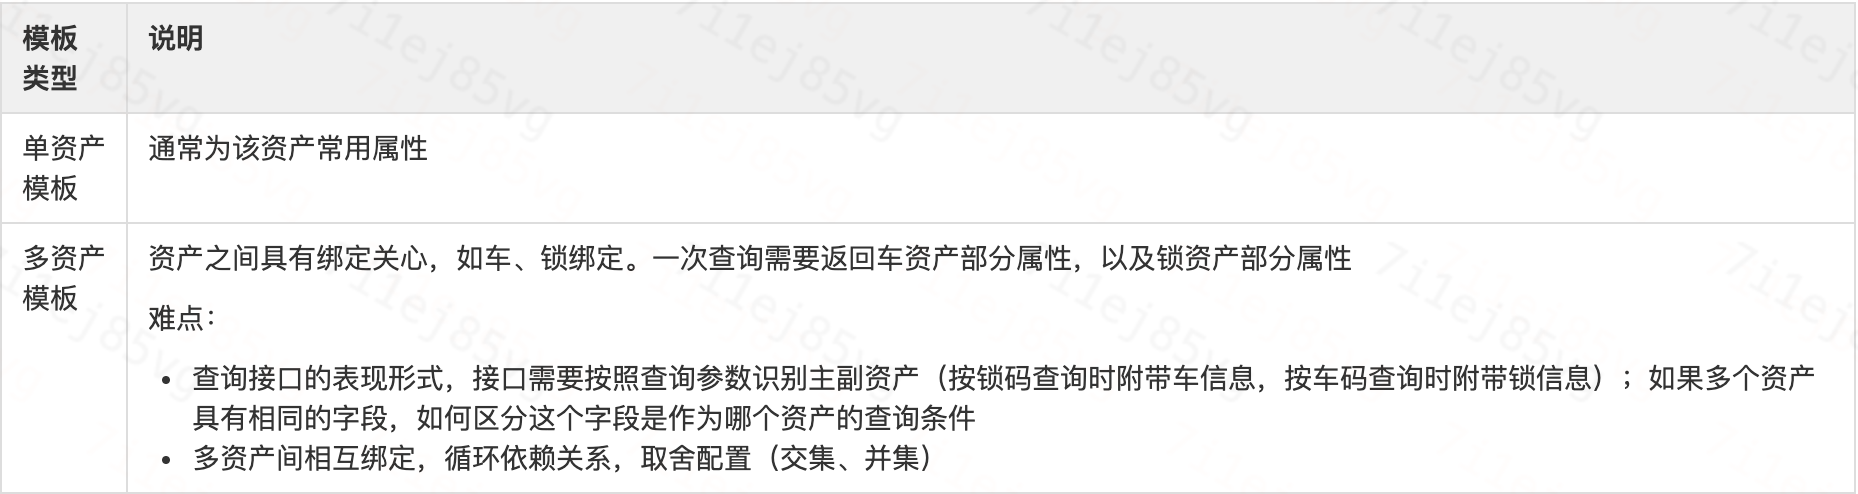 模板
类型
说明
单资产
模板
通常为该资产常用属性
多资产
模板
资产之间具有绑定关心，如车、锁绑定。一次查询需要返回车资产部分属性，以及锁资产部分属性
难点：
• 查询接口的表现形式，接口需要按照查询参数识别主副资产（按锁码查询时附带车信息，按车码查询时附带锁信息）；如果多个资产
具有相同的字段，如何区分这个字段是作为哪个资产的查询条件
• 多资产间相互绑定，循环依赖关系，取舍配置（交集、并集）